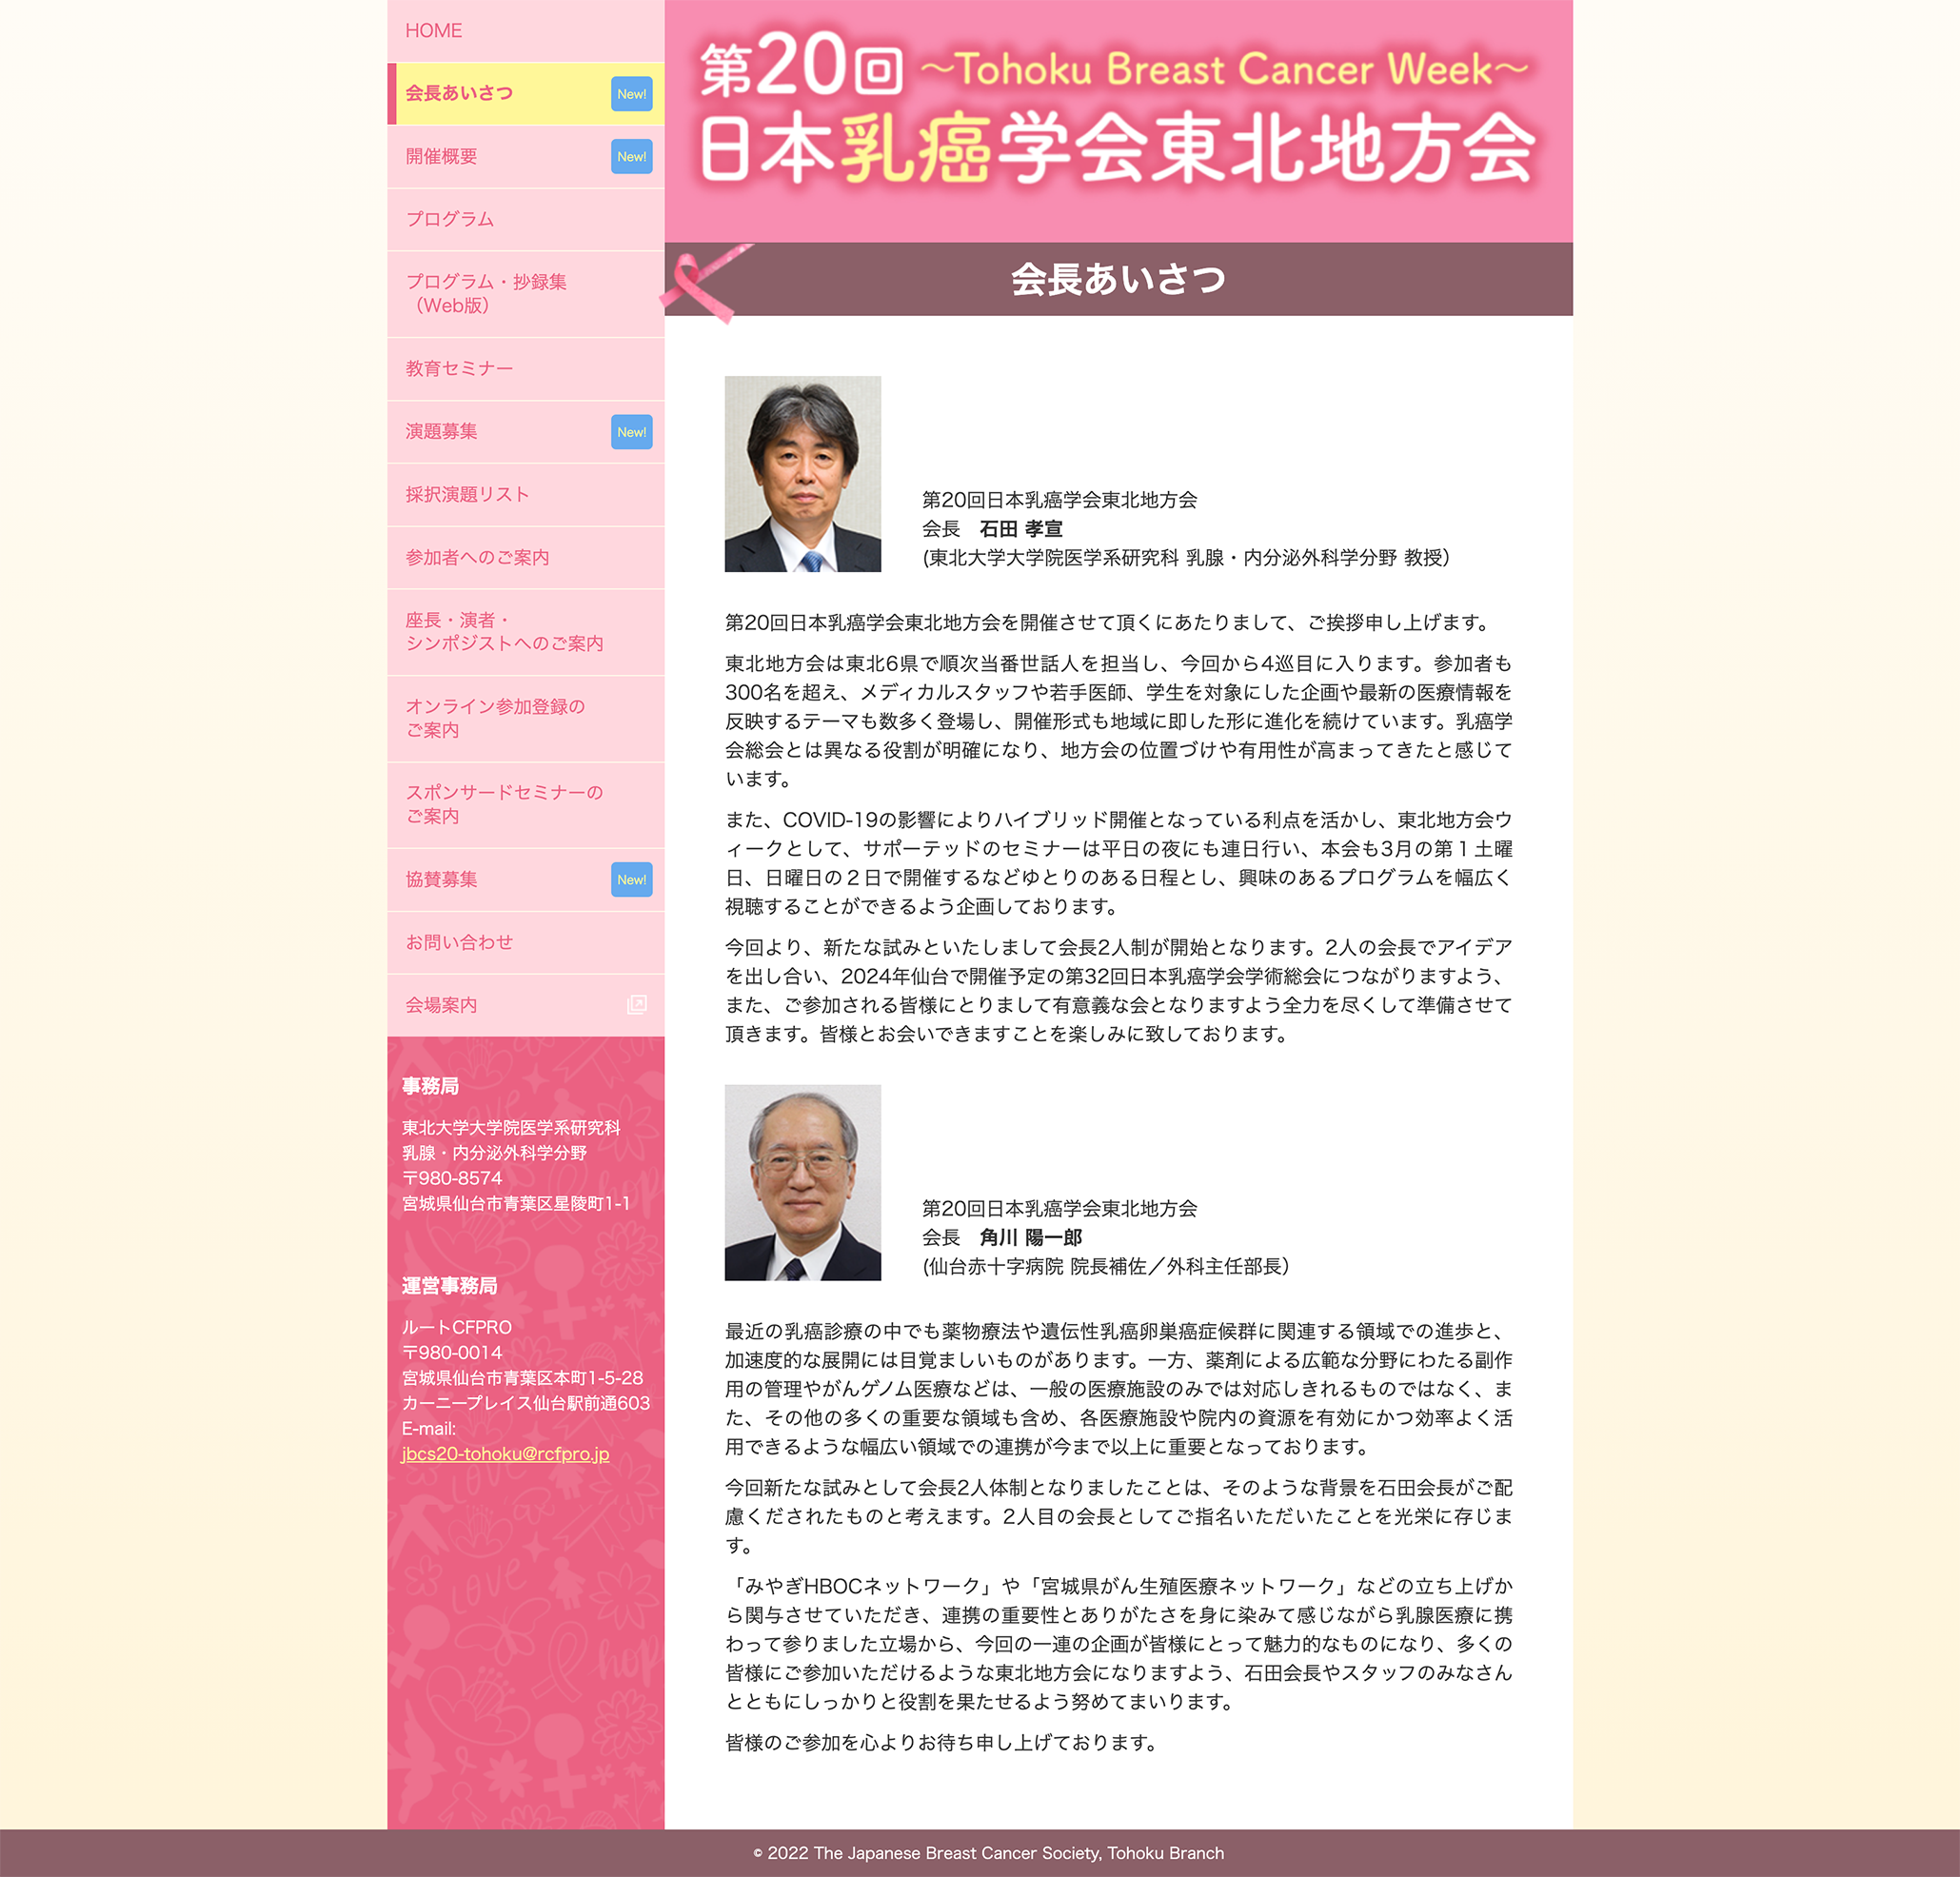 HOME
会長あいさつ
New!
開催概要
New!
プログラム
プログラム・抄録集
（Web版）
教育セミナー
演題募集
New!
採択演題リスト
参加者へのご案内
座長・演者・
シンポジストへのご案内
オンライン参加登録の
ご案内
スポンサードセミナーの
ご案内
協賛募集
New!
お問い合わせ
会場案内
事務局
東北大学大学院医学系研究科
乳腺・内分泌外科学分野
〒980-8574
宮城県仙台市青葉区星陵町1-1
運営事務局
ルートCFPRO
〒980-0014
宮城県仙台市青葉区本町1-5-28
カーニープレイス仙台駅前通603
E-mail:
jbcs20-tohoku@rcfpro.jp
第20回 〜Tohoku Breast Cancer Week〜
日本乳癌学会東北地方会
会長あいさつ
第20回日本乳癌学会東北地方会
会長　石田 孝宣
(東北大学大学院医学系研究科 乳腺・内分泌外科学分野 教授）
第20回日本乳癌学会東北地方会を開催させて頂くにあたりまして、ご挨拶申し上げます。
東北地方会は東北6県で順次当番世話人を担当し、今回から4巡目に入ります。参加者も
300名を超え、メディカルスタッフや若手医師、学生を対象にした企画や最新の医療情報を
反映するテーマも数多く登場し、開催形式も地域に即した形に進化を続けています。乳癌学
会総会とは異なる役割が明確になり、地方会の位置づけや有用性が高まってきたと感じて
います。
また、COVID-19の影響によりハイブリッド開催となっている利点を活かし、東北地方会ウ
ィークとして、サポーテッドのセミナーは平日の夜にも連日行い、本会も3月の第１土曜
日、日曜日の２日で開催するなどゆとりのある日程とし、興味のあるプログラムを幅広く
視聴することができるよう企画しております。
今回より、新たな試みといたしまして会長2人制が開始となります。2人の会長でアイデア
を出し合い、2024年仙台で開催予定の第32回日本乳癌学会学術総会につながりますよう、
また、ご参加される皆様にとりまして有意義な会となりますよう全力を尽くして準備させて
頂きます。皆様とお会いできますことを楽しみに致しております。
第20回日本乳癌学会東北地方会
会長　角川 陽一郎
(仙台赤十字病院 院長補佐／外科主任部長）
最近の乳癌診療の中でも薬物療法や遺伝性乳癌卵巣癌症候群に関連する領域での進歩と、
加速度的な展開には目覚ましいものがあります。一方、薬剤による広範な分野にわたる副作
用の管理やがんゲノム医療などは、一般の医療施設のみでは対応しきれるものではなく、ま
た、その他の多くの重要な領域も含め、各医療施設や院内の資源を有効にかつ効率よく活
用できるような幅広い領域での連携が今まで以上に重要となっております。
今回新たな試みとして会長2人体制となりましたことは、そのような背景を石田会長がご配
慮くだされたものと考えます。2人目の会長としてご指名いただいたことを光栄に存じま
す。
「みやぎHBOCネットワーク」や「宮城県がん生殖医療ネットワーク」などの立ち上げか
ら関与させていただき、連携の重要性とありがたさを身に染みて感じながら乳腺医療に携
わって参りました立場から、今回の一連の企画が皆様にとって魅力的なものになり、多くの
皆様にご参加いただけるような東北地方会になりますよう、石田会長やスタッフのみなさん
とともにしっかりと役割を果たせるよう努めてまいります。
皆様のご参加を心よりお待ち申し上げております。
© 2022 The Japanese Breast Cancer Society, Tohoku Branch